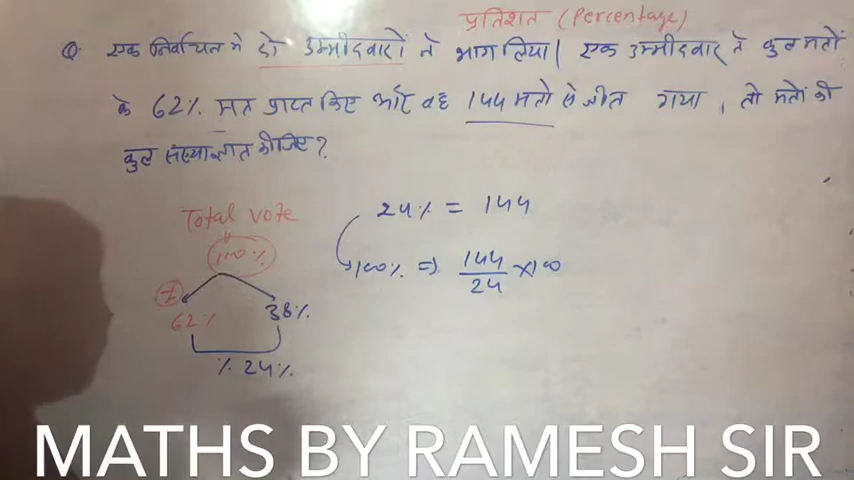 प्रतिशत (Percentage)
Q. एक निर्वाचन मे दो उम्मीदवारों ने भाग लिया। एक उम्मीदवार ने कुल मतों
के 62% मत प्राप्त किए और वह 144 मतो से जीत गया, तो मतों की
कुल संख्या ज्ञात कीजिए?
Total vote
100%
62% 38%
% 24%
24% = 144
100% ⇒ 144/24 × 100
MATHS BY RAMESH SIR